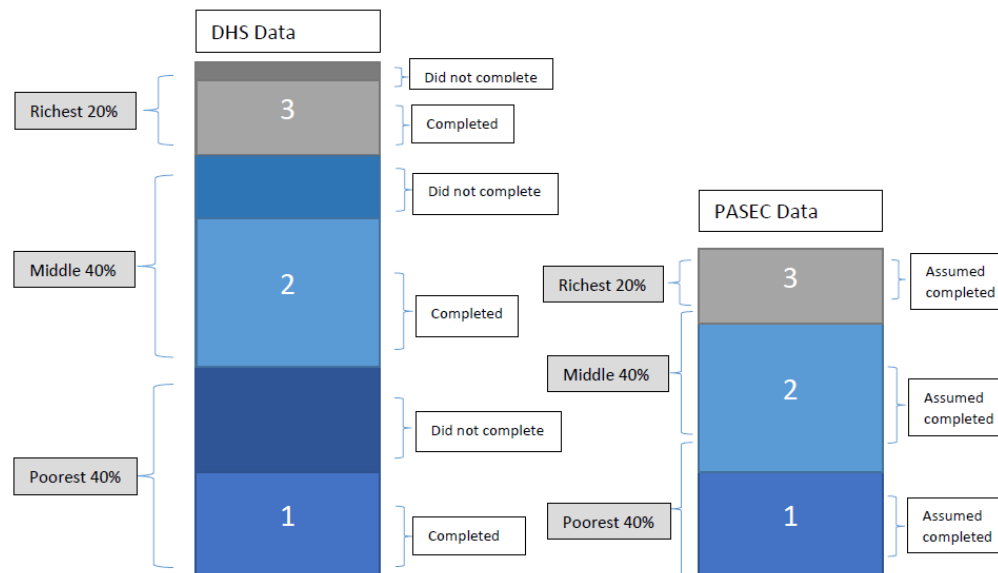 DHS Data
Did not complete
Richest 20%
3
Completed
Did not complete
Middle 40%
2
Completed
Did not complete
Poorest 40%
1
Completed
PASEC Data
Richest 20%
3
Assumed
completed
Middle 40%
2
Assumed
completed
Poorest 40%
1
Assumed
completed